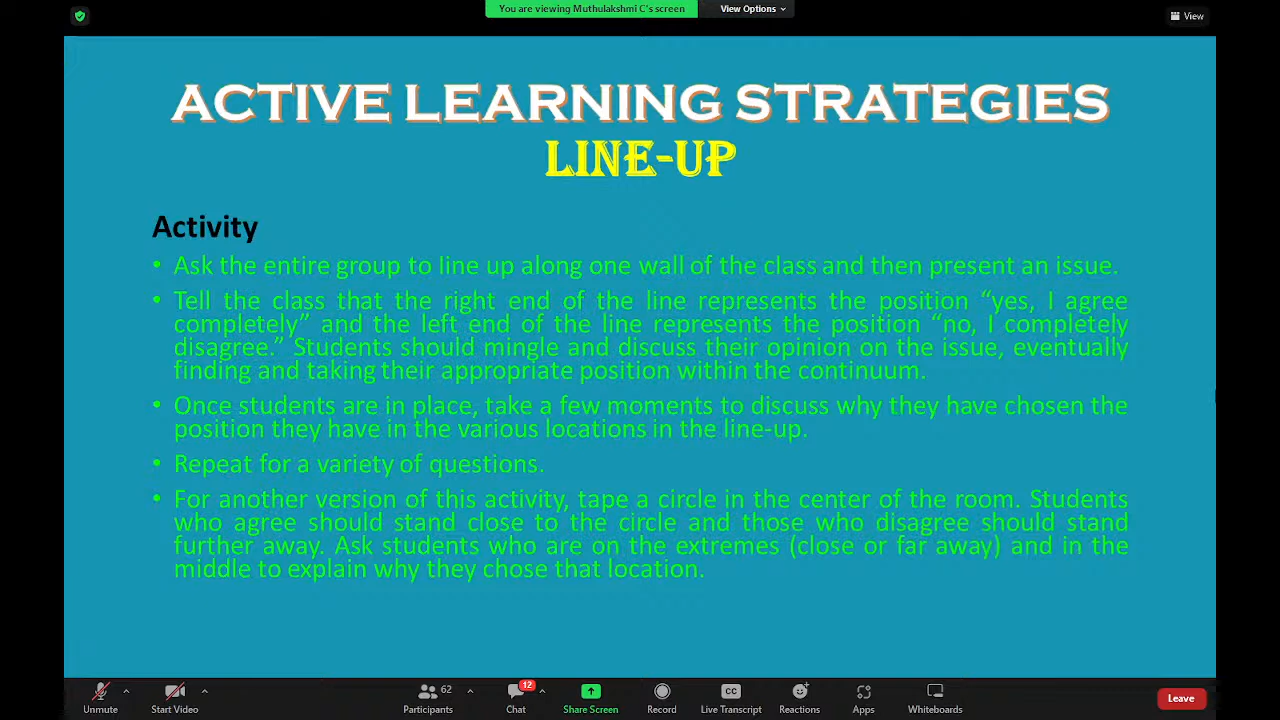 You are viewing Muthulakshmi C's screen
View Options
View
ACTIVE LEARNING STRATEGIES
LINE-UP
Activity
• Ask the entire group to line up along one wall of the class and then present an issue.
• Tell the class that the right end of the line represents the position “yes, I agree
completely” and the left end of the line represents the position “no, I completely
disagree.” Students should mingle and discuss their opinion on the issue, eventually
finding and taking their appropriate position within the continuum.
• Once students are in place, take a few moments to discuss why they have chosen the
position they have in the various locations in the line-up.
• Repeat for a variety of questions.
• For another version of this activity, tape a circle in the center of the room. Students
who agree should stand close to the circle and those who disagree should stand
further away. Ask students who are on the extremes (close or far away) and in the
middle to explain why they chose that location.
62
12
CC
Unmute
Start Video
Participants
Chat
Share Screen
Record
Live Transcript
Reactions
Apps
Whiteboards
Leave